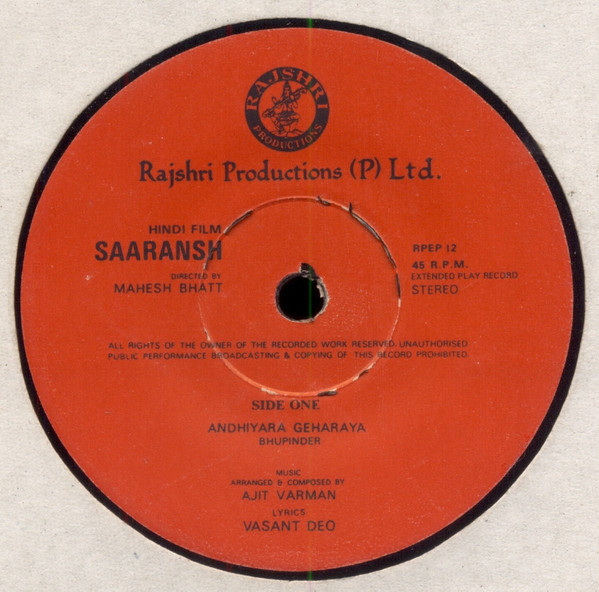 RAJSHRI
PRODUCTIONS
Rajshri Productions (P) Ltd.
HINDI FILM
SAARANSH
DIRECTED BY
MAHESH BHATT
RPEP 12
45 R.P.M.
EXTENDED PLAY RECORD
STEREO
ALL RIGHTS OF THE OWNER OF THE RECORDED WORK RESERVED. UNAUTHORISED
PUBLIC PERFORMANCE BROADCASTING & COPYING OF THIS RECORD PROHIBITED.
SIDE ONE
ANDHIYARA GEHARAYA
BHUPINDER
MUSIC
ARRANGED & COMPOSED BY
AJIT VARMAN
LYRICS
VASANT DEO